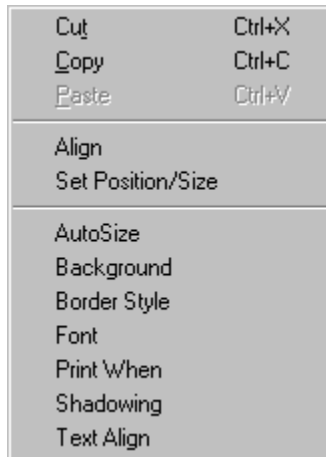 Cut Ctrl+X
Copy Ctrl+C
Paste Ctrl+V
Align
Set Position/Size
AutoSize
Background
Border Style
Font
Print When
Shadowing
Text Align